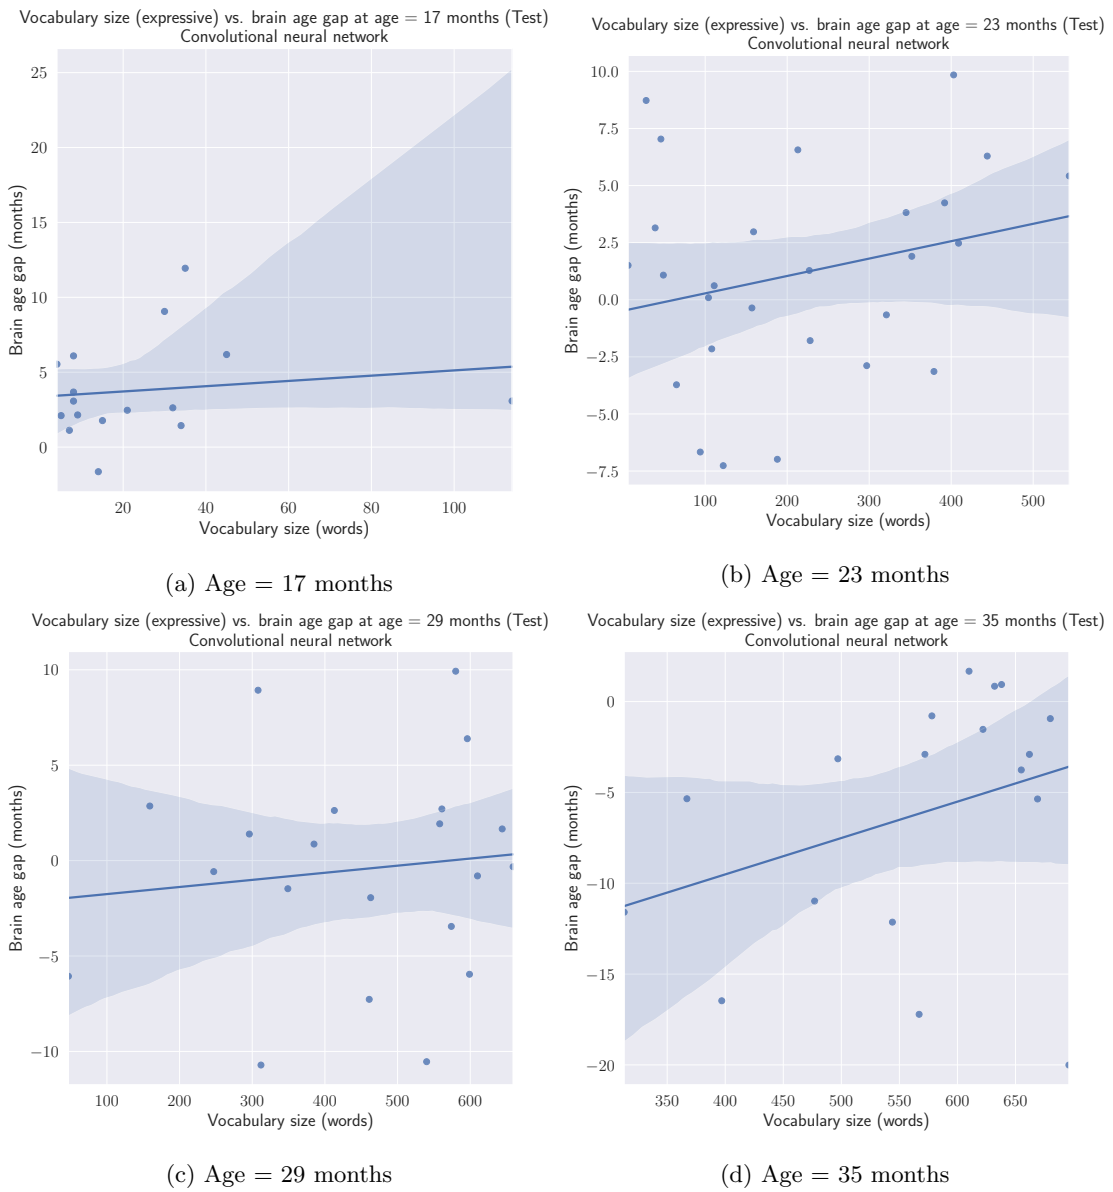 Vocabulary size (expressive) vs. brain age gap at age = 17 months (Test)
Convolutional neural network
25
20
15
10
5
0
Brain age gap (months)
20 40 60 80 100
Vocabulary size (words)
(a) Age = 17 months
Vocabulary size (expressive) vs. brain age gap at age = 23 months (Test)
Convolutional neural network
10.0
7.5
5.0
2.5
0.0
−2.5
−5.0
−7.5
Brain age gap (months)
100 200 300 400 500
Vocabulary size (words)
(b) Age = 23 months
Vocabulary size (expressive) vs. brain age gap at age = 29 months (Test)
Convolutional neural network
10
5
0
−5
−10
Brain age gap (months)
100 200 300 400 500 600
Vocabulary size (words)
(c) Age = 29 months
Vocabulary size (expressive) vs. brain age gap at age = 35 months (Test)
Convolutional neural network
0
−5
−10
−15
−20
Brain age gap (months)
350 400 450 500 550 600 650
Vocabulary size (words)
(d) Age = 35 months